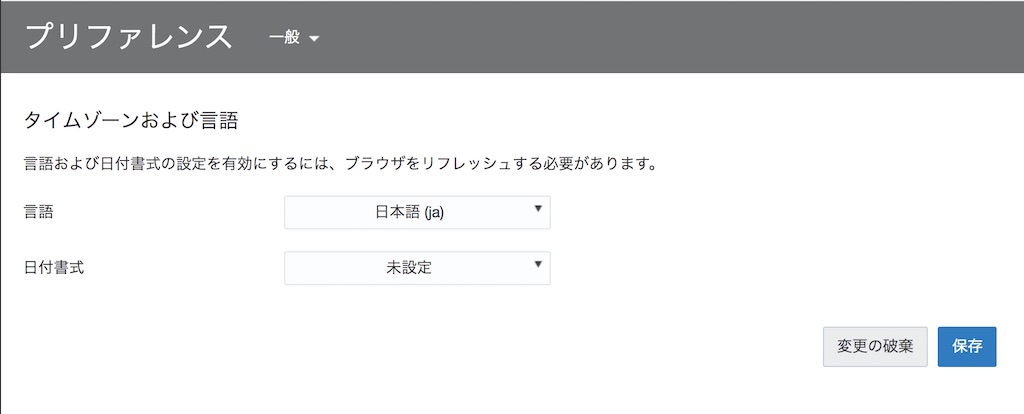 プリファレンス 一般
タイムゾーンおよび言語
言語および日付書式の設定を有効にするには、ブラウザをリフレッシュする必要があります。
言語 日本語 (ja)
日付書式 未設定
変更の破棄 保存